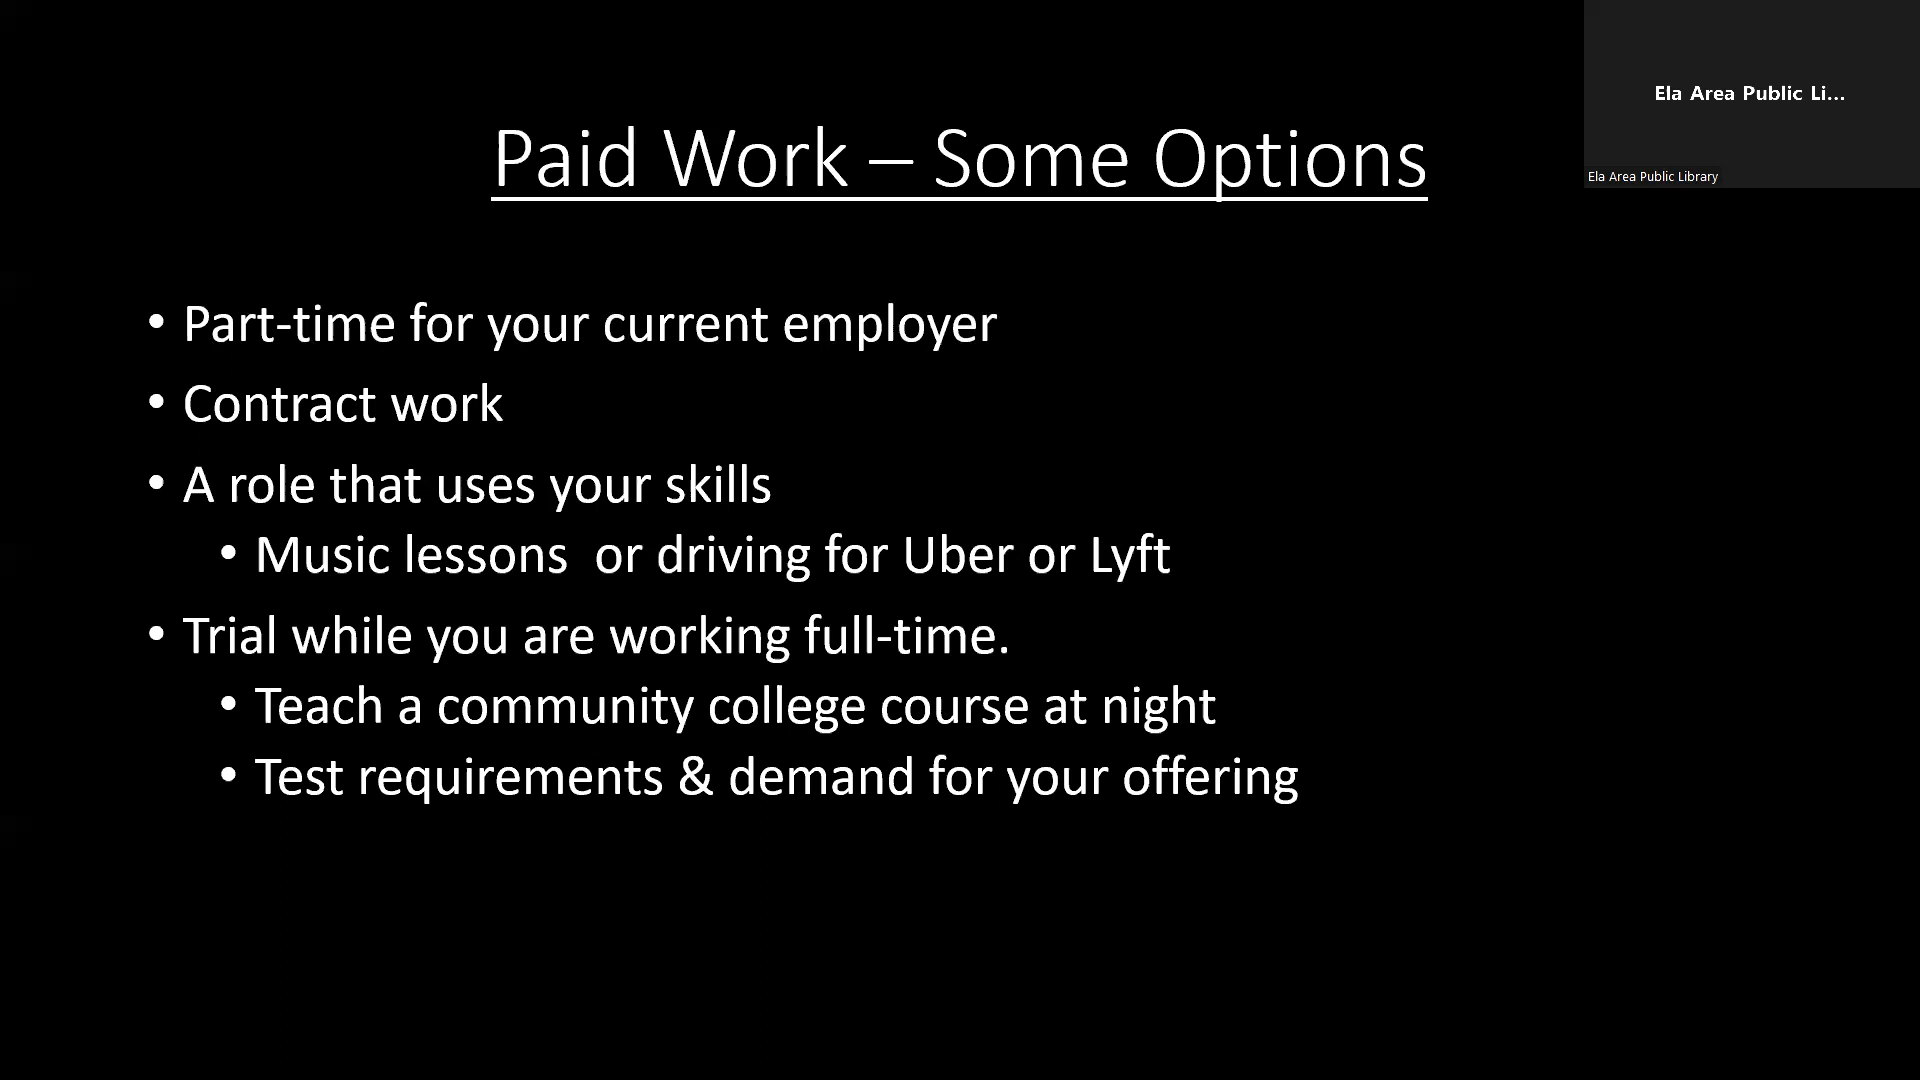 Ela Area Public Li...
Ela Area Public Library
Paid Work – Some Options
• Part-time for your current employer
• Contract work
• A role that uses your skills
• Music lessons  or driving for Uber or Lyft
• Trial while you are working full-time.
• Teach a community college course at night
• Test requirements & demand for your offering